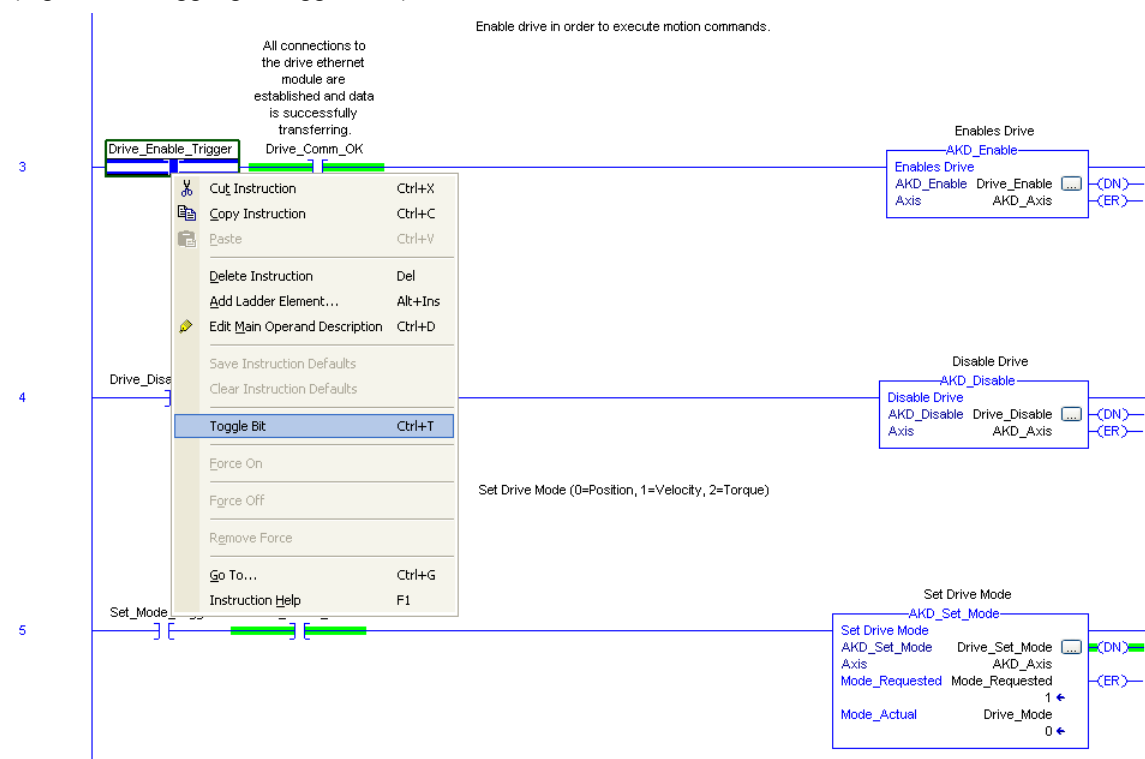 Enable drive in order to execute motion commands.
All connections to
the drive ethernet
module are
established and data
is successfully
transferring.
Drive_Enable_Trigger
Drive_Comm_OK
Enables Drive
AKD_Enable
3
Enables Drive
AKD_Enable Drive_Enable ... (DN)
Axis AKD_Axis (ER)
Cut Instruction Ctrl+X
Copy Instruction Ctrl+C
Paste Ctrl+V
Delete Instruction Del
Add Ladder Element... Alt+Ins
Edit Main Operand Description Ctrl+D
Save Instruction Defaults
Clear Instruction Defaults
Toggle Bit Ctrl+T
Force On
Force Off
Remove Force
Go To... Ctrl+G
Instruction Help F1
Drive_Disa
4
Disable Drive
AKD_Disable
Disable Drive
AKD_Disable Drive_Disable ... (DN)
Axis AKD_Axis (ER)
Set Drive Mode (0=Position, 1=Velocity, 2=Torque)
Set_Mode
5
Set Drive Mode
AKD_Set_Mode
Set Drive Mode
AKD_Set_Mode Drive_Set_Mode ... (DN)
Axis AKD_Axis
Mode_Requested Mode_Requested (ER)
1
Mode_Actual Drive_Mode
0